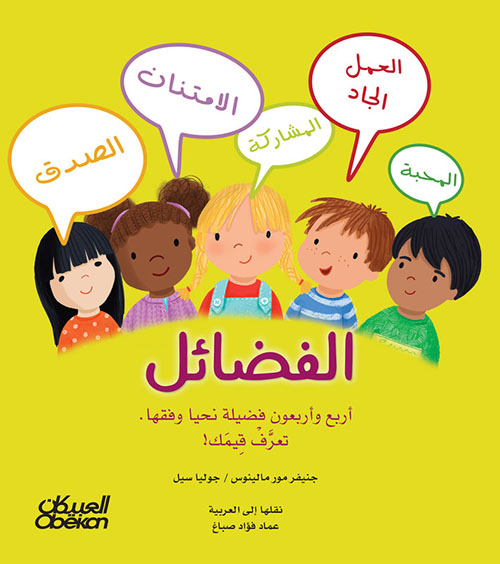 العمل
الجاد
الامتنان
المشاركة
الصدق
المحبة
الفضائل
أربع وأربعون فضيلة نحيا وفقها.
تعرَّفْ قِيمَك!
جنيفر مور مالينوس / جوليا سيل
نقلها إلى العربية
عماد فؤاد صباغ
العبيكان
Obekan